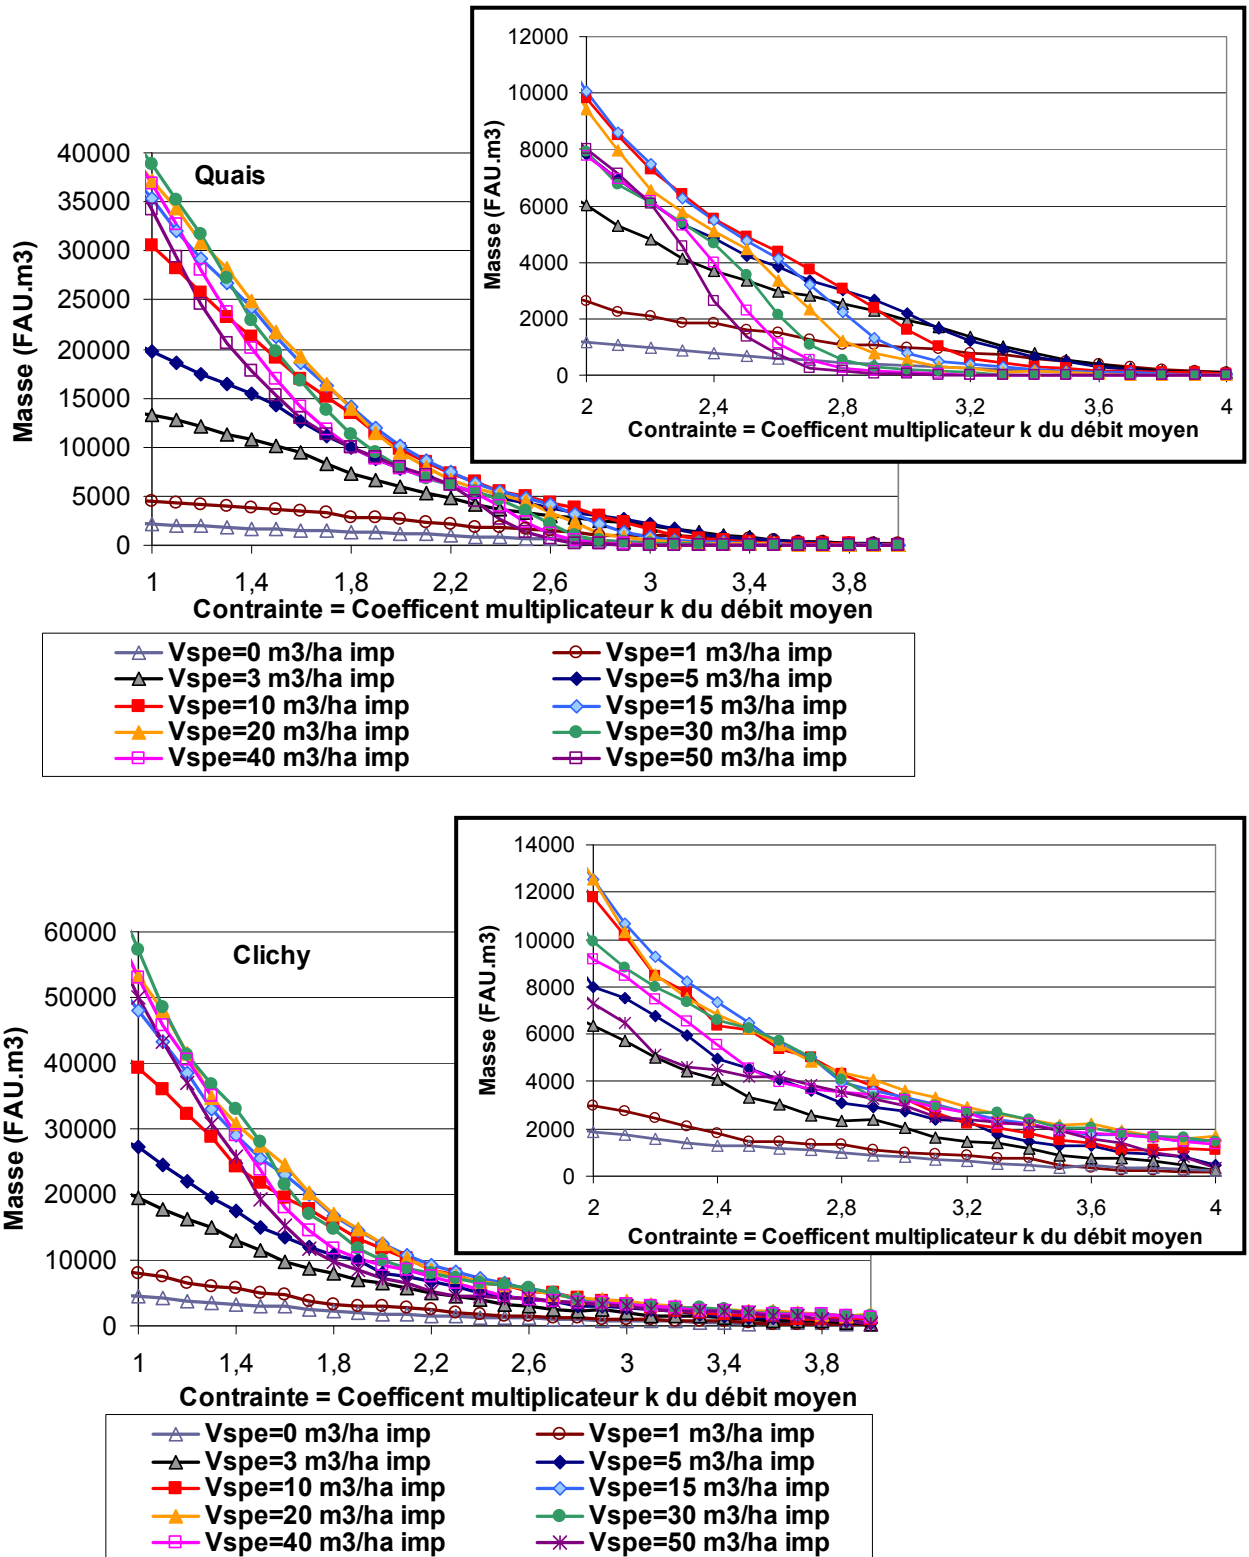 12000
10000
8000
6000
4000
2000
0
Masse (FAU.m3)
2
2,4
2,8
3,2
3,6
4
Contrainte = Coefficent multiplicateur k du débit moyen
Quais
40000
35000
30000
25000
20000
15000
10000
5000
0
Masse (FAU.m3)
1
1,4
1,8
2,2
2,6
3
3,4
3,8
Contrainte = Coefficent multiplicateur k du débit moyen
Vspe=0 m3/ha imp
Vspe=1 m3/ha imp
Vspe=3 m3/ha imp
Vspe=5 m3/ha imp
Vspe=10 m3/ha imp
Vspe=15 m3/ha imp
Vspe=20 m3/ha imp
Vspe=30 m3/ha imp
Vspe=40 m3/ha imp
Vspe=50 m3/ha imp
14000
12000
10000
8000
6000
4000
2000
0
Masse (FAU.m3)
2
2,4
2,8
3,2
3,6
4
Contrainte = Coefficent multiplicateur k du débit moyen
Clichy
60000
50000
40000
30000
20000
10000
0
Masse (FAU.m3)
1
1,4
1,8
2,2
2,6
3
3,4
3,8
Contrainte = Coefficent multiplicateur k du débit moyen
Vspe=0 m3/ha imp
Vspe=1 m3/ha imp
Vspe=3 m3/ha imp
Vspe=5 m3/ha imp
Vspe=10 m3/ha imp
Vspe=15 m3/ha imp
Vspe=20 m3/ha imp
Vspe=30 m3/ha imp
Vspe=40 m3/ha imp
Vspe=50 m3/ha imp